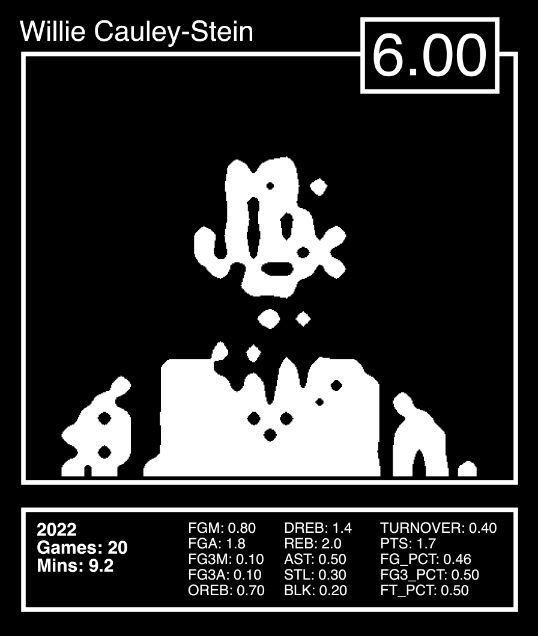 Willie Cauley-Stein
6.00
2022
Games: 20
Mins: 9.2
FGM: 0.80
FGA: 1.8
FG3M: 0.10
FG3A: 0.10
OREB: 0.70
DREB: 1.4
REB: 2.0
AST: 0.50
STL: 0.30
BLK: 0.20
TURNOVER: 0.40
PTS: 1.7
FG_PCT: 0.46
FG3_PCT: 0.50
FT_PCT: 0.50